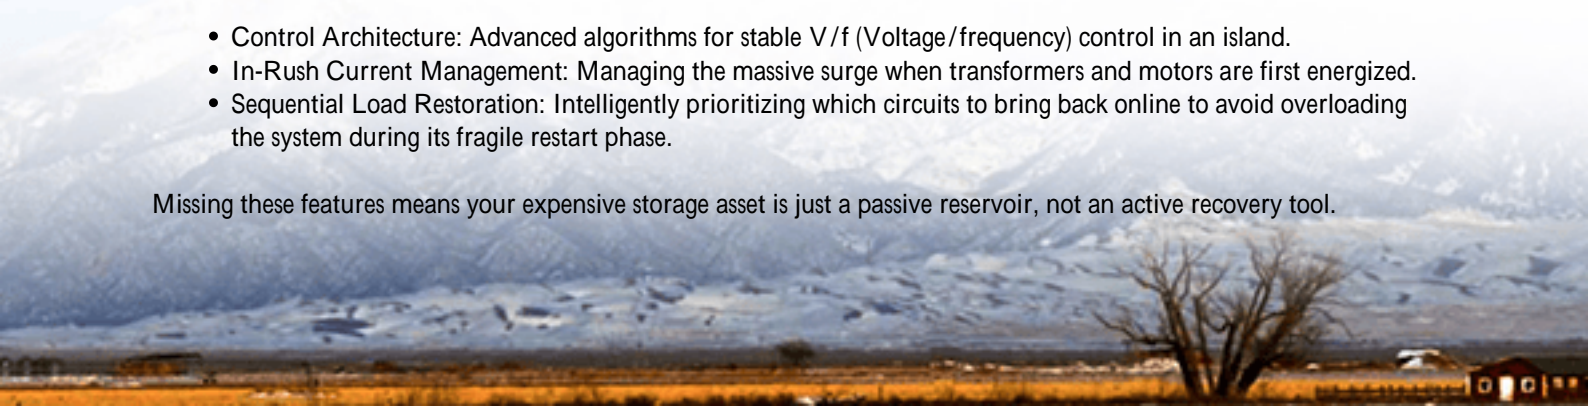 • Control Architecture: Advanced algorithms for stable V/f (Voltage/frequency) control in an island.
• In-Rush Current Management: Managing the massive surge when transformers and motors are first energized.
• Sequential Load Restoration: Intelligently prioritizing which circuits to bring back online to avoid overloading
the system during its fragile restart phase.
Missing these features means your expensive storage asset is just a passive reservoir, not an active recovery tool.